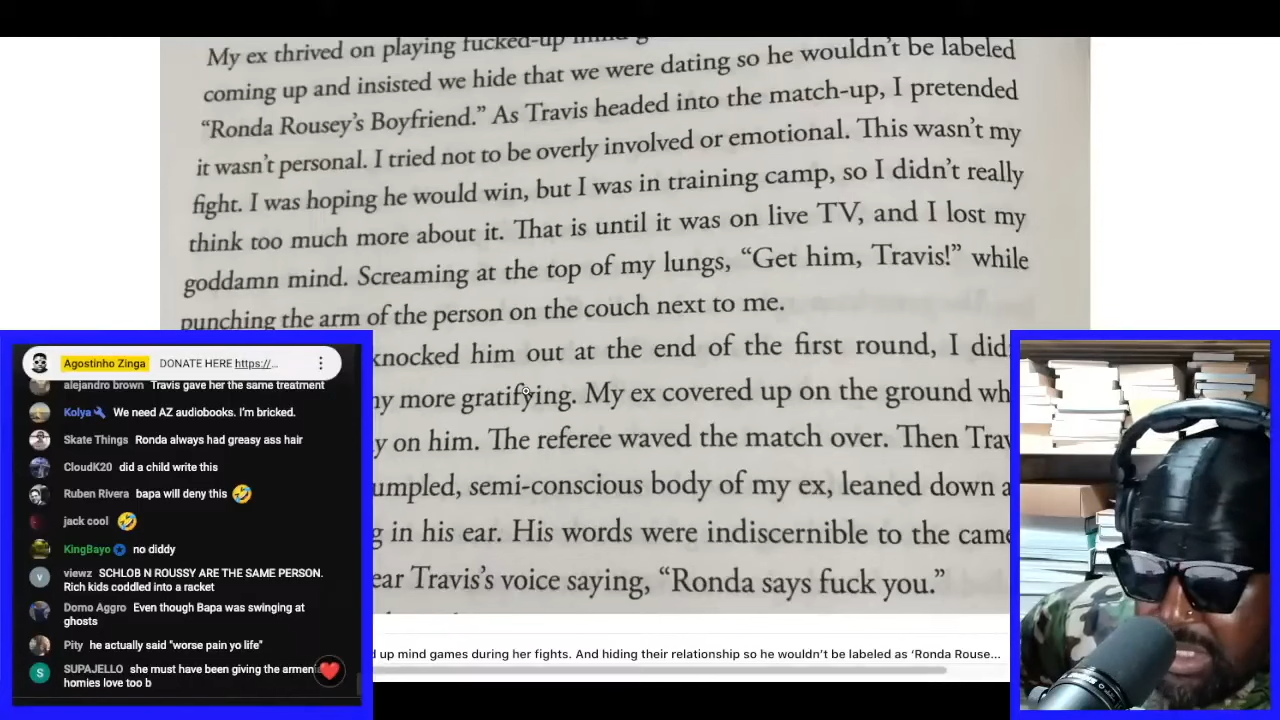 My ex thrived on playing fucked-up mind
coming up and insisted we hide that we were dating so he wouldn't be labeled
“Ronda Rousey's Boyfriend.” As Travis headed into the match-up, I pretended
it wasn't personal. I tried not to be overly involved or emotional. This wasn't my
fight. I was hoping he would win, but I was in training camp, so I didn't really
think too much more about it. That is until it was on live TV, and I lost my
goddamn mind. Screaming at the top of my lungs, “Get him, Travis!” while
punching the arm of the person on the couch next to me.
knocked him out at the end of the first round, I
more gratifying. My ex covered up on the ground
on him. The referee waved the match over. Then
semi-conscious body of my ex, leaned down
in his ear. His words were indiscernible to the
Travis's voice saying, “Ronda says fuck you.”
up mind games during her fights. And hiding their relationship so he wouldn't be labeled as ‘Ronda Rouse...
Agostinho Zinga DONATE HERE https://...
alejandro brown Travis gave her the same treatment
Kolya We need AZ audiobooks. I'm bricked.
Skate Things Ronda always had greasy ass hair
CloudK20 did a child write this
Ruben Rivera bapa will deny this 🤣
jack cool 🤣
KingBayo no diddy
viewz SCHLOB N ROUSSY ARE THE SAME PERSON.
Rich kids coddled into a racket
Domo Aggro Even though Bapa was swinging at
ghosts
Pity he actually said "worse pain yo life"
SUPAJELLO she must have been giving the
homies love too b